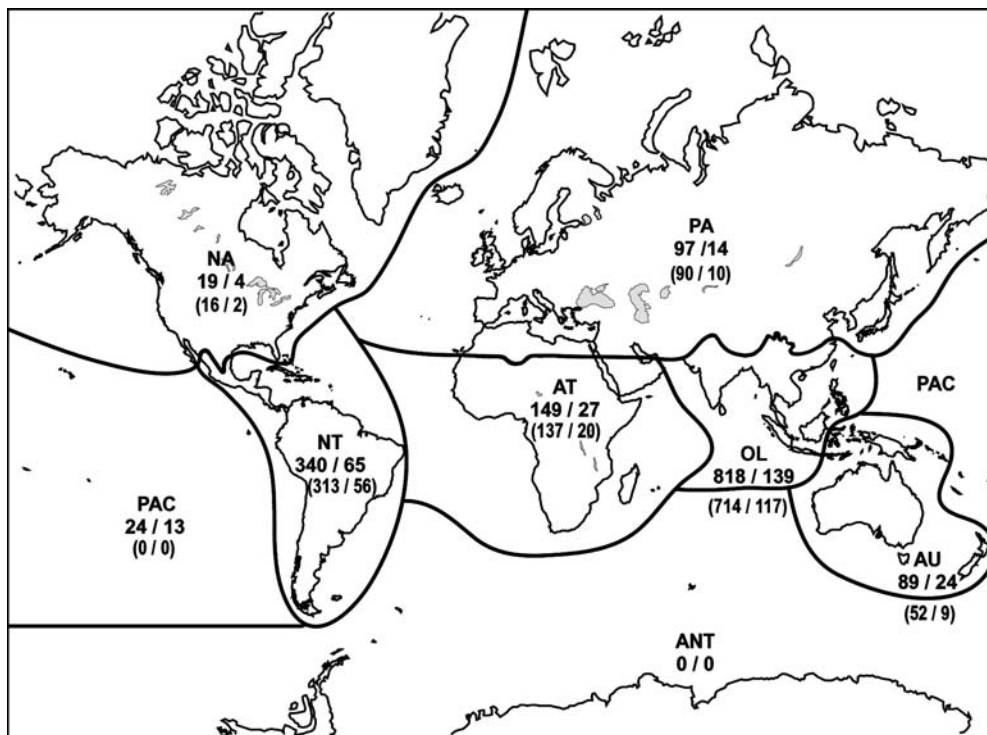 NA
19 / 4
(16 / 2)
PA
97 /14
(90 / 10)
AT
149 / 27
(137 / 20)
PAC
NT
340 / 65
(313 / 56)
OL
818 / 139
(714 / 117)
PAC
24 / 13
(0 / 0)
AU
89 / 24
(52 / 9)
ANT
0 / 0